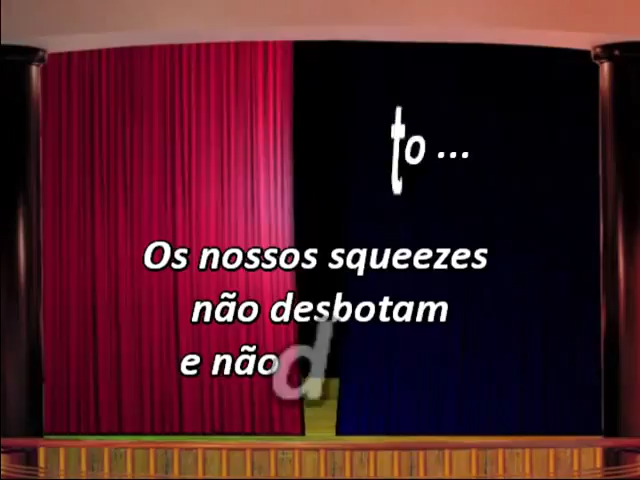 to ...
Os nossos squeezes
não desbotam
e não d